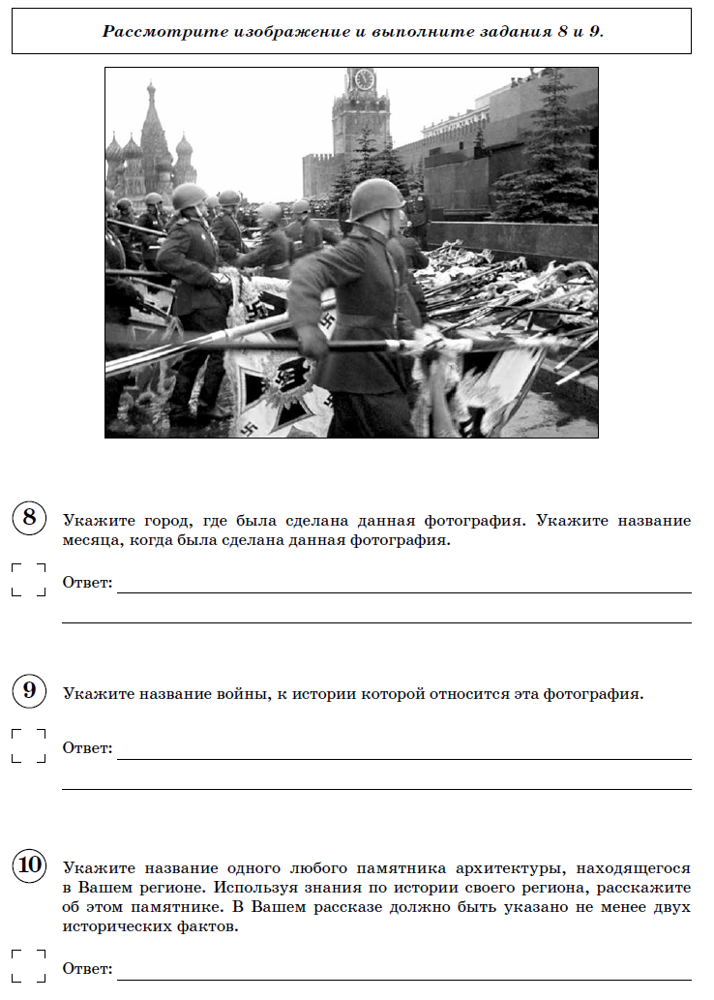 Рассмотрите изображение и выполните задания 8 и 9.
8
Укажите город, где была сделана данная фотография. Укажите название
месяца, когда была сделана данная фотография.
Ответ:
9
Укажите название войны, к истории которой относится эта фотография.
Ответ:
10
Укажите название одного любого памятника архитектуры, находящегося
в Вашем регионе. Используя знания по истории своего региона, расскажите
об этом памятнике. В Вашем рассказе должно быть указано не менее двух
исторических фактов.
Ответ: